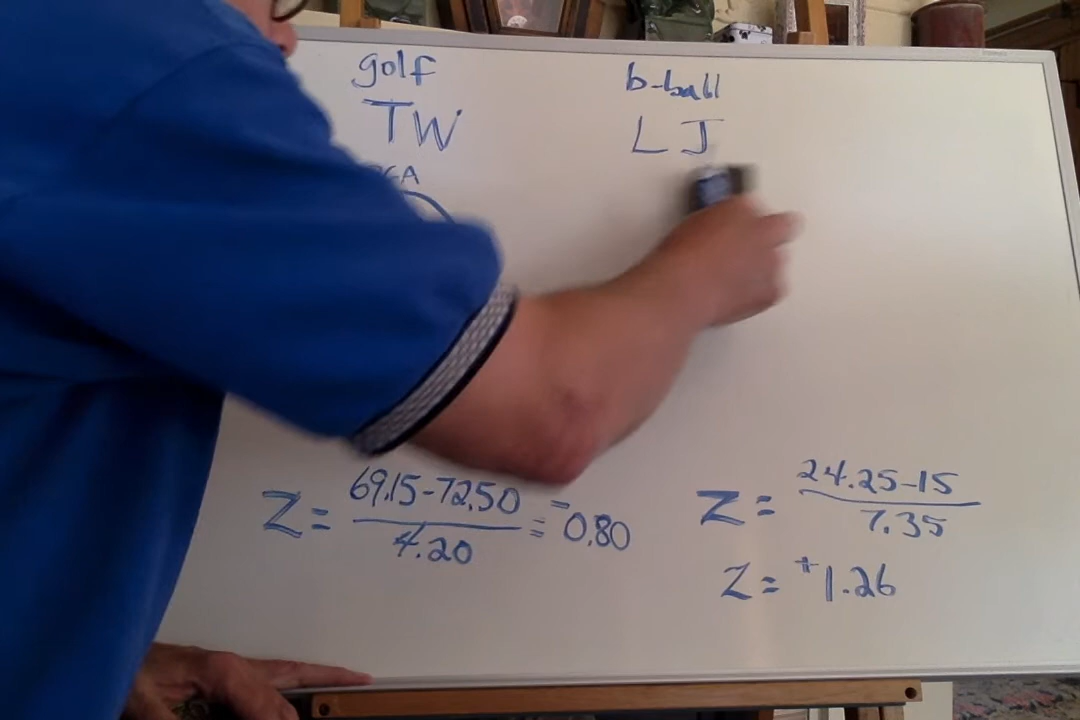 golf
TW
b-ball
LJ
Z = 69.15-72.50 / 4.20 = -0.80
Z = 24.25-15 / 7.35
Z = +1.26